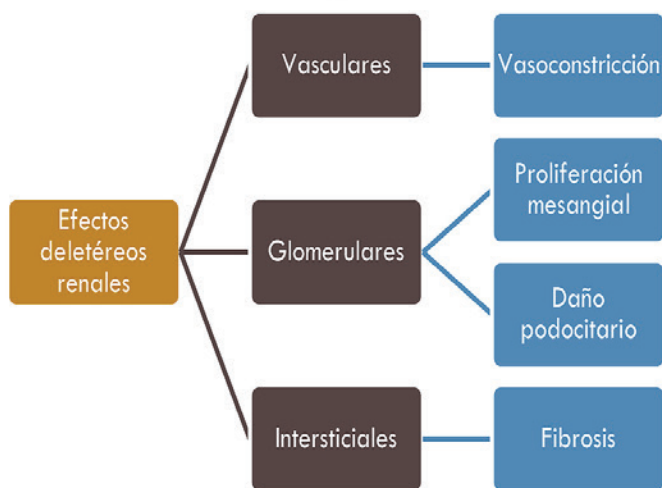 Efectos
deletéreos
renales
Vasculares
Vasoconstricción
Glomerulares
Proliferación
mesangial
Daño
podocitario
Intersticiales
Fibrosis